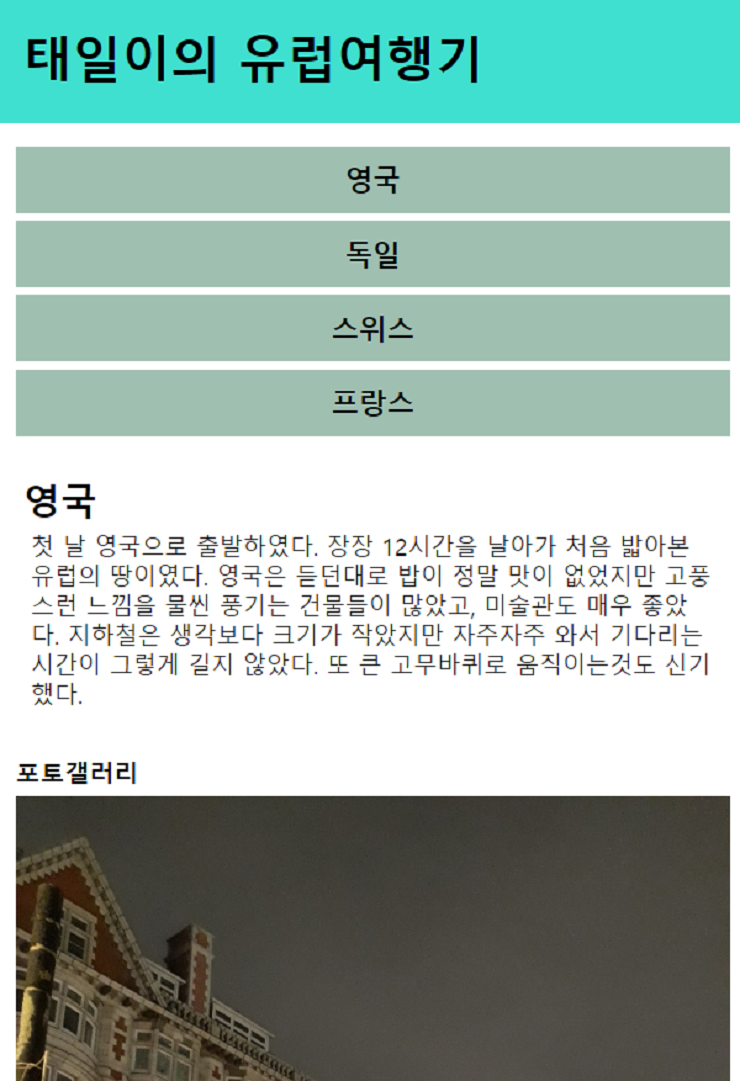 태일이의 유럽여행기
영국
독일
스위스
프랑스
영국
첫 날 영국으로 출발하였다. 장장 12시간을 날아가 처음 밟아본
유럽의 땅이였다. 영국은 듣던대로 밥이 정말 맛이 없었지만 고풍
스런 느낌을 물씬 풍기는 건물들이 많았고, 미술관도 매우 좋았
다. 지하철은 생각보다 크기가 작았지만 자주자주 와서 기다리는
시간이 그렇게 길지 않았다. 또 큰 고무바퀴로 움직이는것도 신기
했다.
포토갤러리